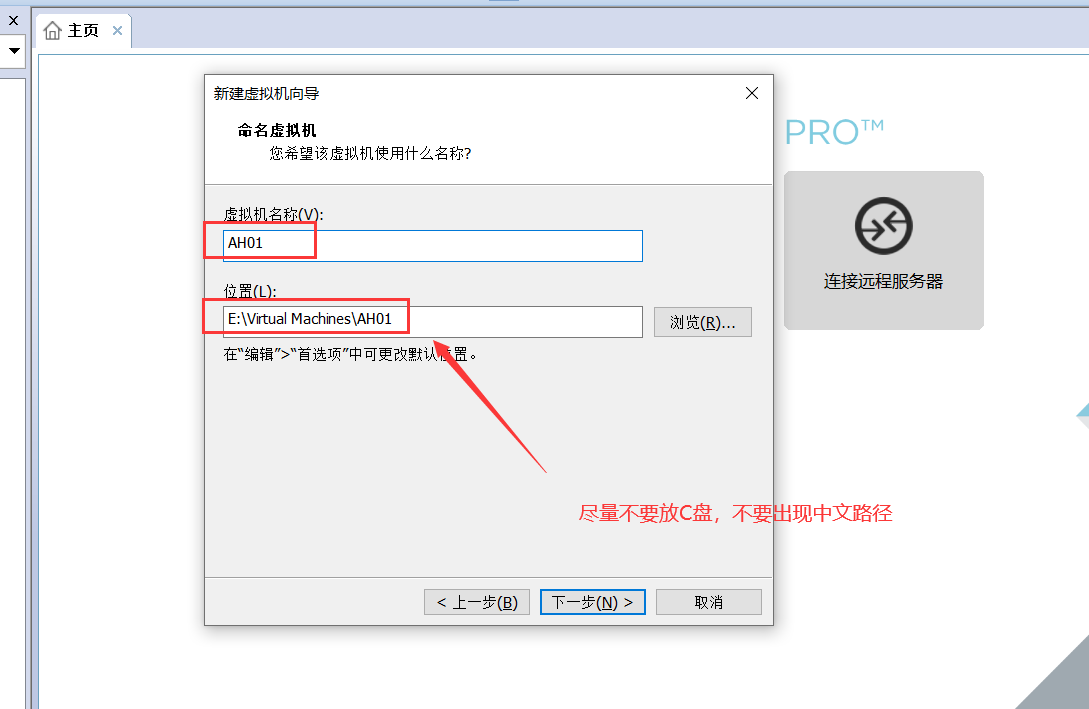 主页
新建虚拟机向导
命名虚拟机
您希望该虚拟机使用什么名称?
PRO™
虚拟机名称(V):
AH01
连接远程服务器
位置(L):
E:\Virtual Machines\AH01
浏览(R)...
在“编辑”>“首选项”中可更改默认位置。
尽量不要放C盘，不要出现中文路径
< 上一步(B)
下一步(N) >
取消